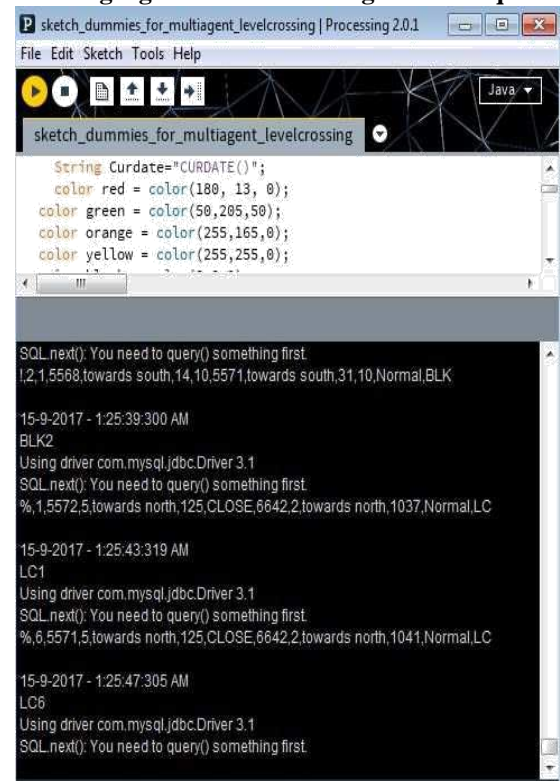 sketch_dummies_for_multiagent_levelcrossing | Processing 2.0.1
File Edit Sketch Tools Help
Java
sketch_dummies_for_multiagent_levelcrossing
String Curdate="CURDATE()";
color red = color(180, 13, 0);
color green = color(50,205,50);
color orange = color(255,165,0);
color yellow = color(255,255,0);
SQL.next(): You need to query() something first.
!,2,1,5568,towards south,14,10,5571,towards south,31,10,Normal,BLK
15-9-2017 - 1:25:39:300 AM
BLK2
Using driver com.mysql.jdbc.Driver 3.1
SQL.next(): You need to query() something first.
%,1,5572,5,towards north,125,CLOSE,6642,2,towards north,1037,Normal,LC
15-9-2017 - 1:25:43:319 AM
LC1
Using driver com.mysql.jdbc.Driver 3.1
SQL.next(): You need to query() something first.
%,6,5571,5,towards north,125,CLOSE,6642,2,towards north,1041,Normal,LC
15-9-2017 - 1:25:47:305 AM
LC6
Using driver com.mysql.jdbc.Driver 3.1
SQL.next(): You need to query() something first.